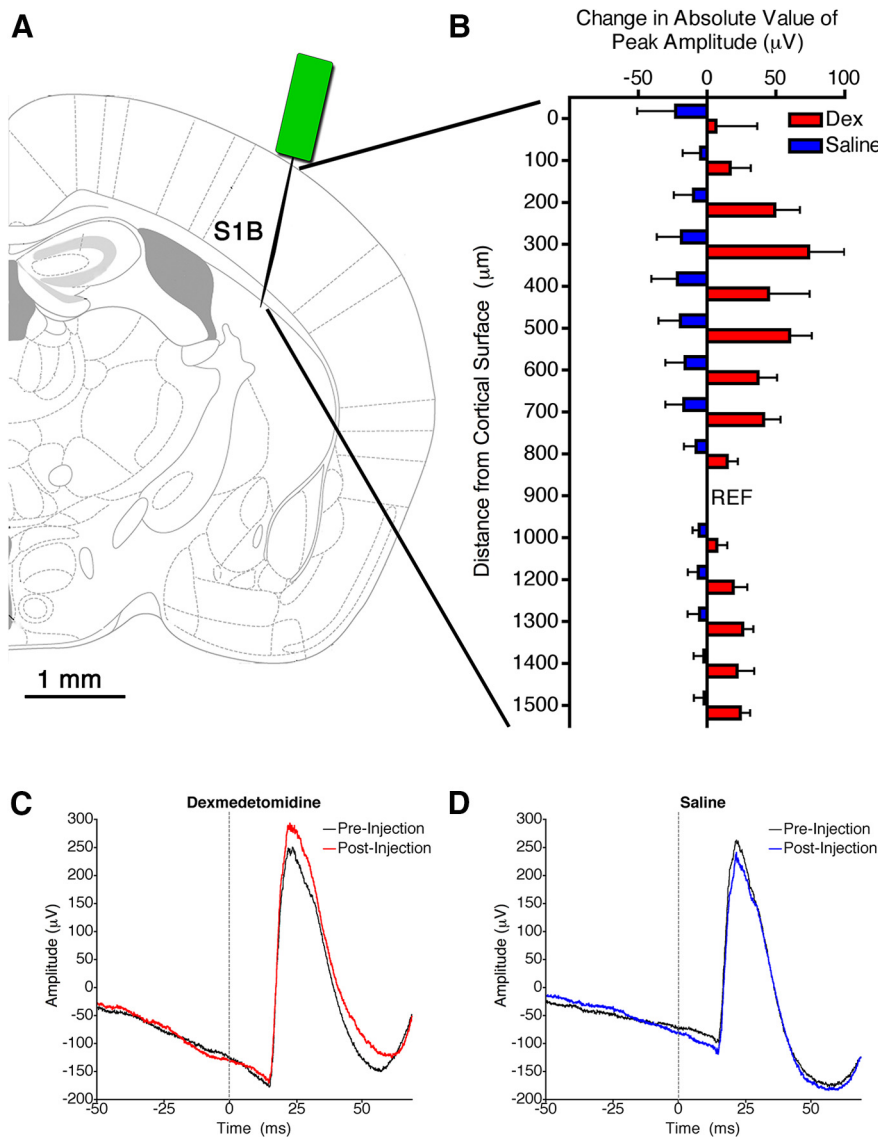 A
B
Change in Absolute Value of
Peak Amplitude (μV)
-50 0 50 100
Dex
Saline
S1B
Distance from Cortical Surface (μm)
0
100
200
300
400
500
600
700
800
900
REF
1000
1200
1300
1400
1500
1 mm
C
Dexmedetomidine
Pre-Injection
Post-Injection
Amplitude (μV)
300
250
200
150
100
50
0
-50
-100
-150
-200
-50 0 25 50
Time (ms)
D
Saline
Pre-Injection
Post-Injection
Amplitude (μV)
300
250
200
150
100
50
0
-50
-100
-150
-200
-50 0 25 50
Time (ms)